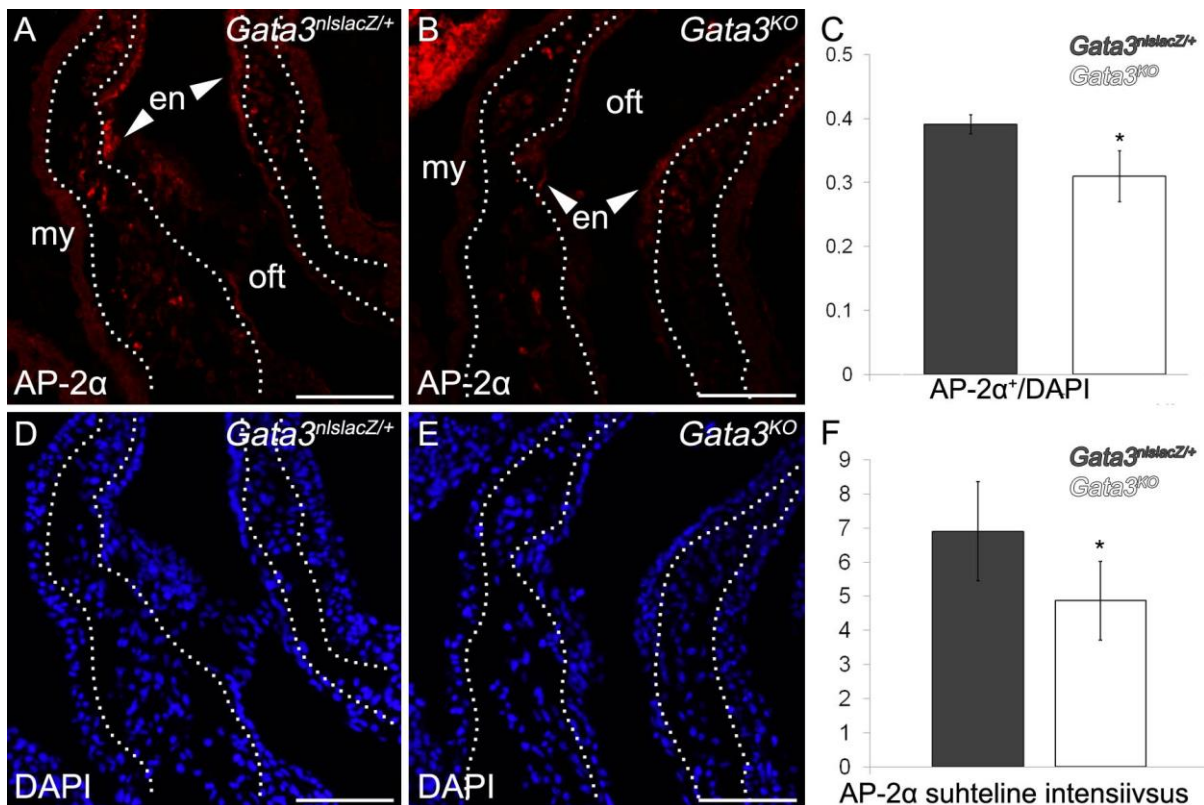 A
Gata3nlslacZ/+
en
my
oft
AP-2α
B
Gata3KO
oft
my
en
AP-2α
C
Gata3nlslacZ/+
Gata3KO
0.5
0.4
*
0.3
0.2
0.1
0
AP-2α+/DAPI
D
Gata3nlslacZ/+
DAPI
E
Gata3KO
DAPI
F
Gata3nlslacZ/+
Gata3KO
9
8
7
6
*
5
4
3
2
1
0
AP-2α suhteline intensiivsus